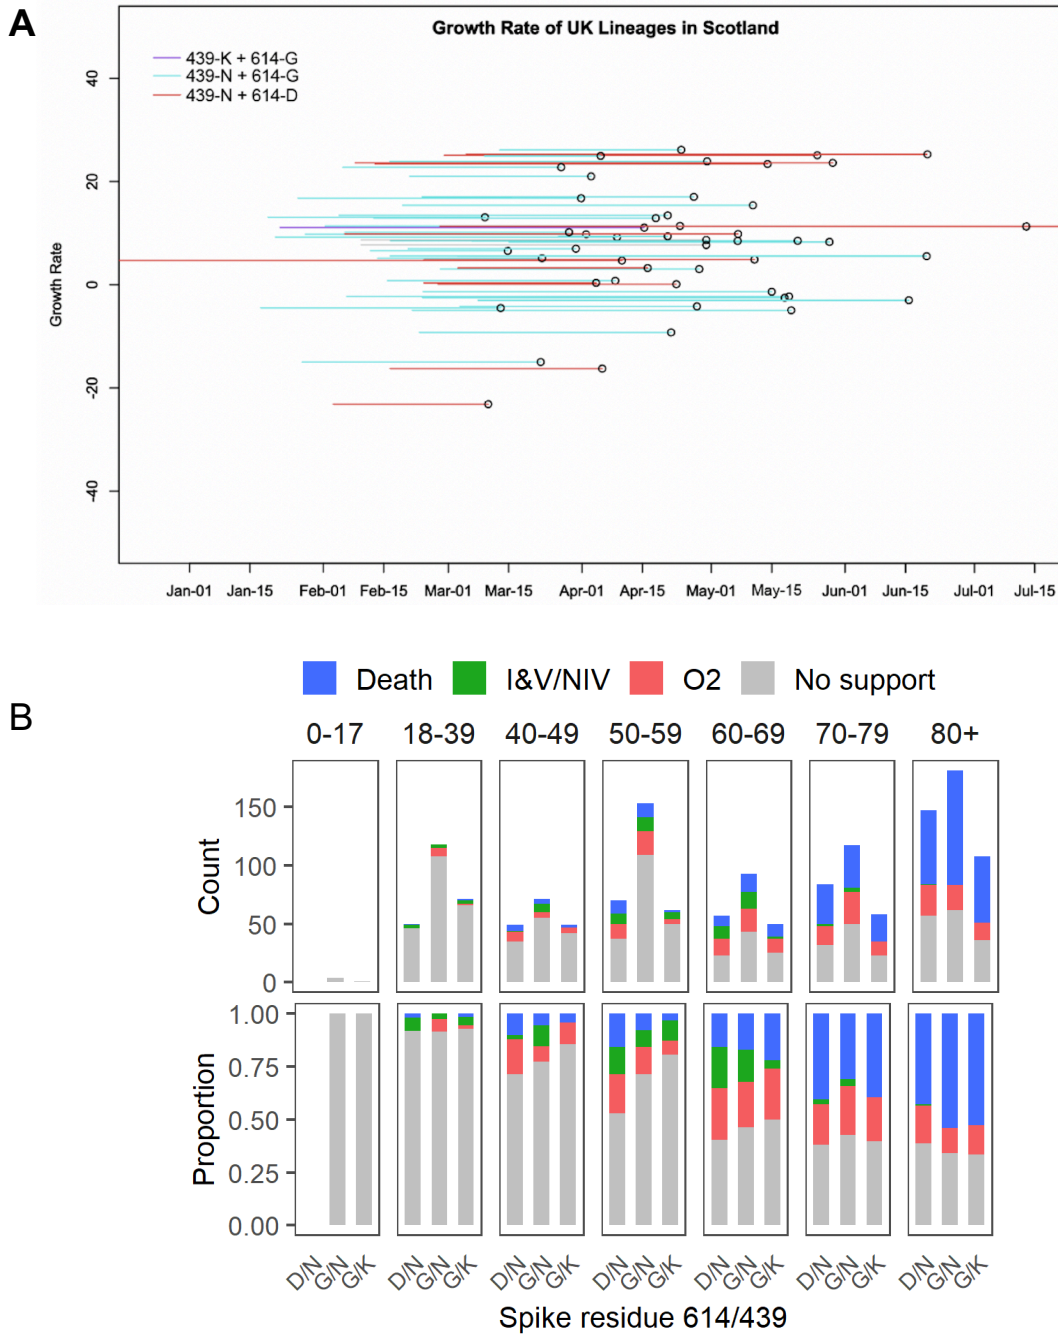 A
Growth Rate of UK Lineages in Scotland
439-K + 614-G
439-N + 614-G
439-N + 614-D
Growth Rate
40
20
0
20
40
Jan-01 Jan-15 Feb-01 Feb-15 Mar-01 Mar-15 Apr-01 Apr-15 May-01 May-15 Jun-01 Jun-15 Jul-01 Jul-15
B
Death I&V/NIV O2 No support
0-17 18-39 40-49 50-59 60-69 70-79 80+
Count
150
100
50
0
Proportion
1.00
0.75
0.50
0.25
0.00
D/N G/N G/K D/N G/N G/K D/N G/N G/K D/N G/N G/K D/N G/N G/K D/N G/N G/K D/N G/N G/K
Spike residue 614/439